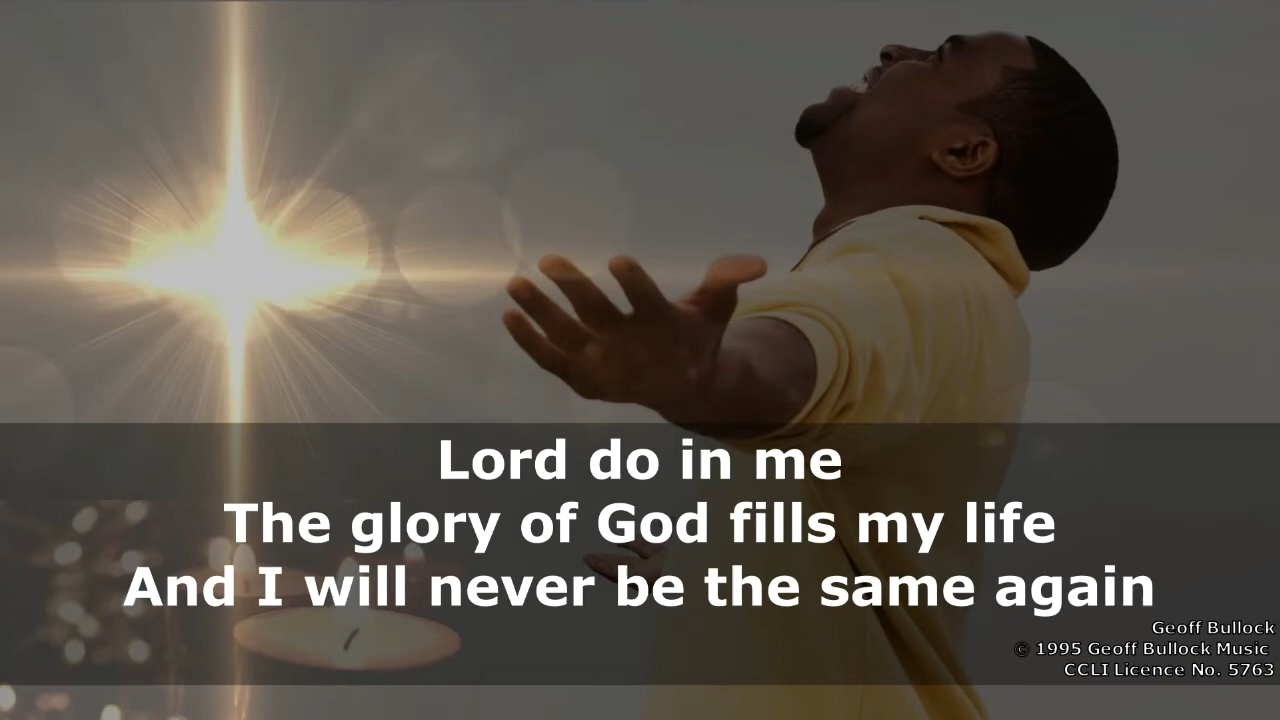 Lord do in me
The glory of God fills my life
And I will never be the same again
Geoff Bullock
© 1995 Geoff Bullock Music
CCLI Licence No. 5763